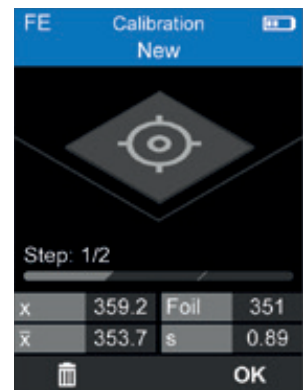 FE Calibration
New
Step: 1/2
x 359.2 Foil 351
x̅ 353.7 s 0.89
OK